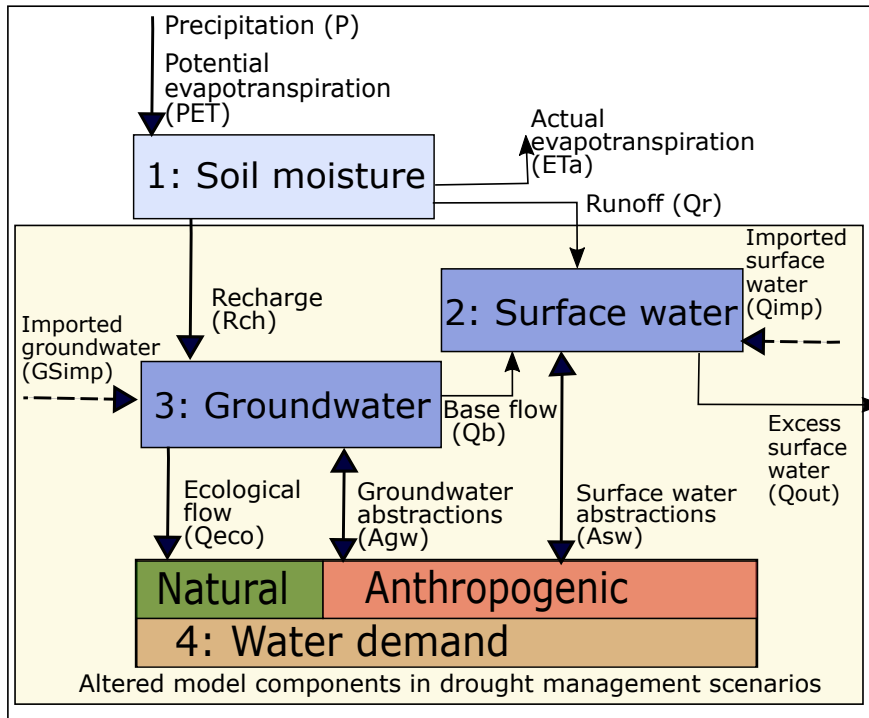 Precipitation (P)
Potential
evapotranspiration
(PET)
Actual
evapotranspiration
(ETa)
1: Soil moisture
Runoff (Qr)
Imported
surface
water
(Qimp)
Recharge
(Rch)
2: Surface water
Imported
groundwater
(GSimp)
3: Groundwater
Base flow
(Qb)
Excess
surface
water
(Qout)
Ecological
flow
(Qeco)
Groundwater
abstractions
(Agw)
Surface water
abstractions
(Asw)
Natural
Anthropogenic
4: Water demand
Altered model components in drought management scenarios